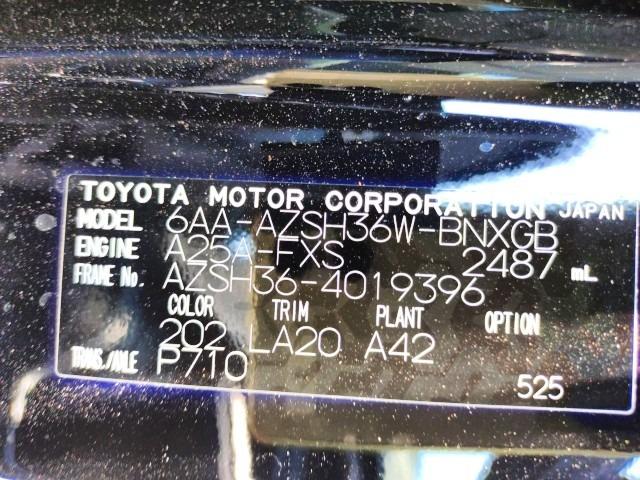 TOYOTA MOTOR CORPORATION JAPAN
MODEL 6AA-AZSH36W-BNXGB
ENGINE A25A-FXS 2487 mL
FRAME No. AZSH36-4019396
COLOR TRIM PLANT OPTION
202 LA20 A42
TRANS./AXLE P710
525